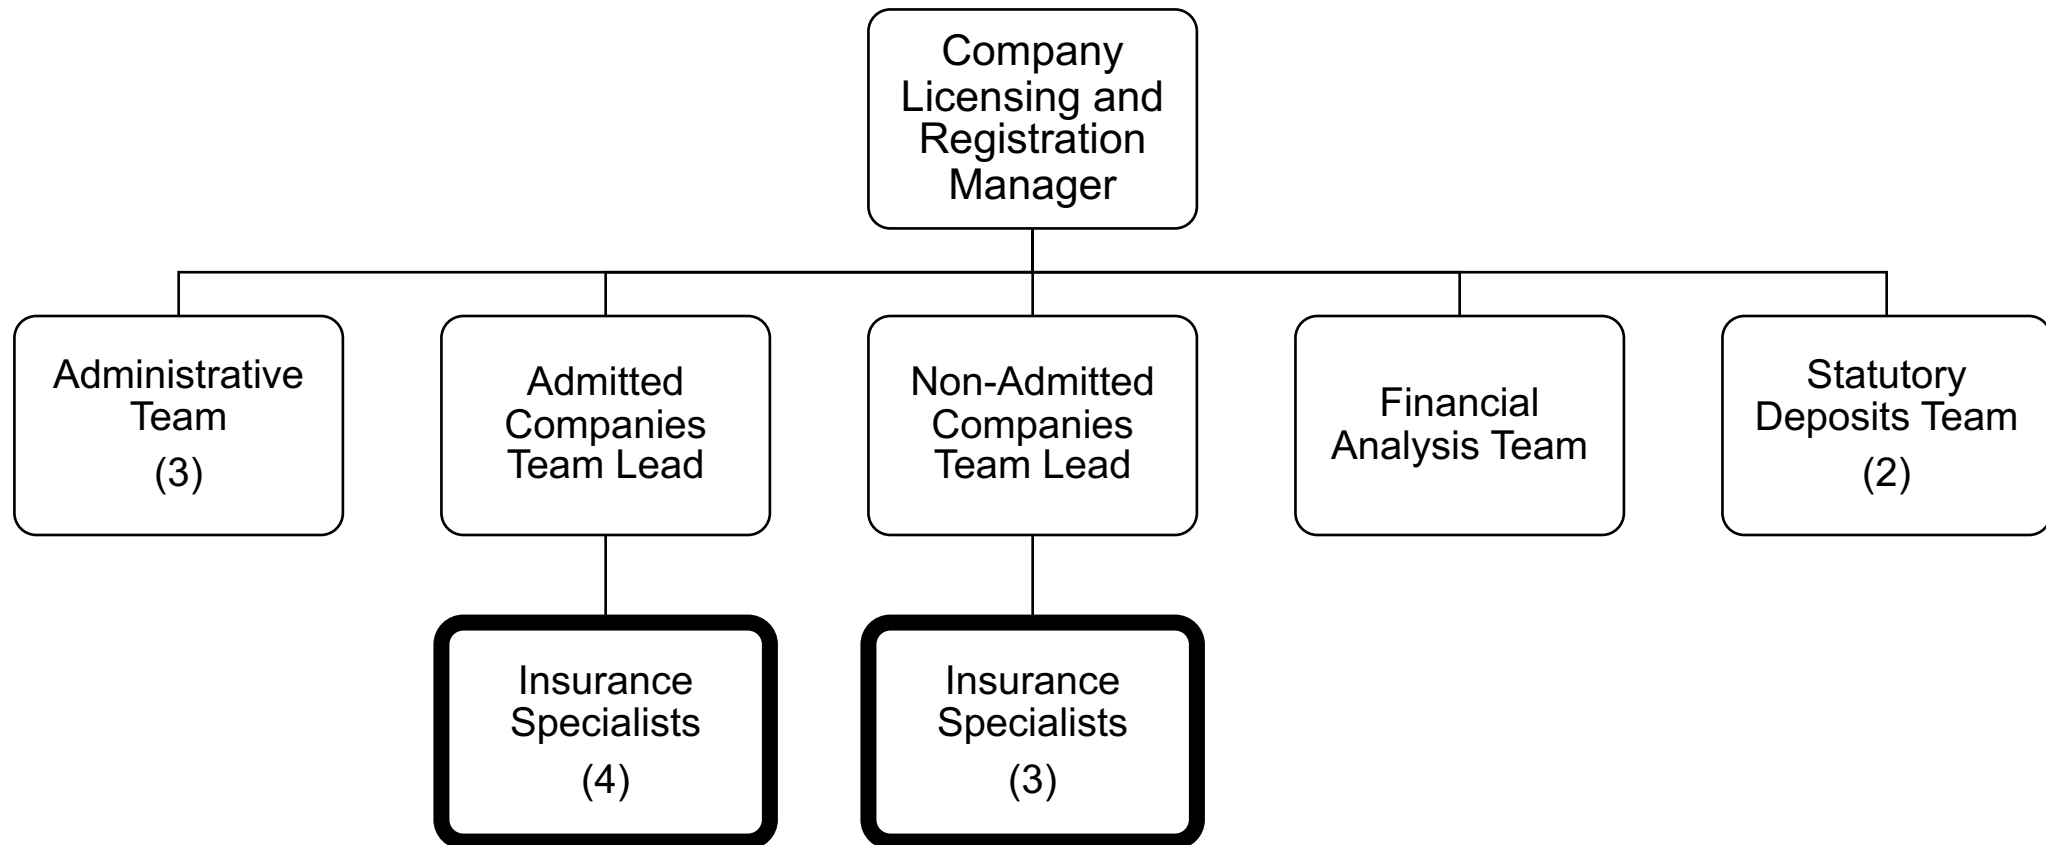 Company
Licensing and
Registration
Manager
Administrative
Team
(3)
Admitted
Companies
Team Lead
Non-Admitted
Companies
Team Lead
Financial
Analysis Team
Statutory
Deposits Team
(2)
Insurance
Specialists
(4)
Insurance
Specialists
(3)